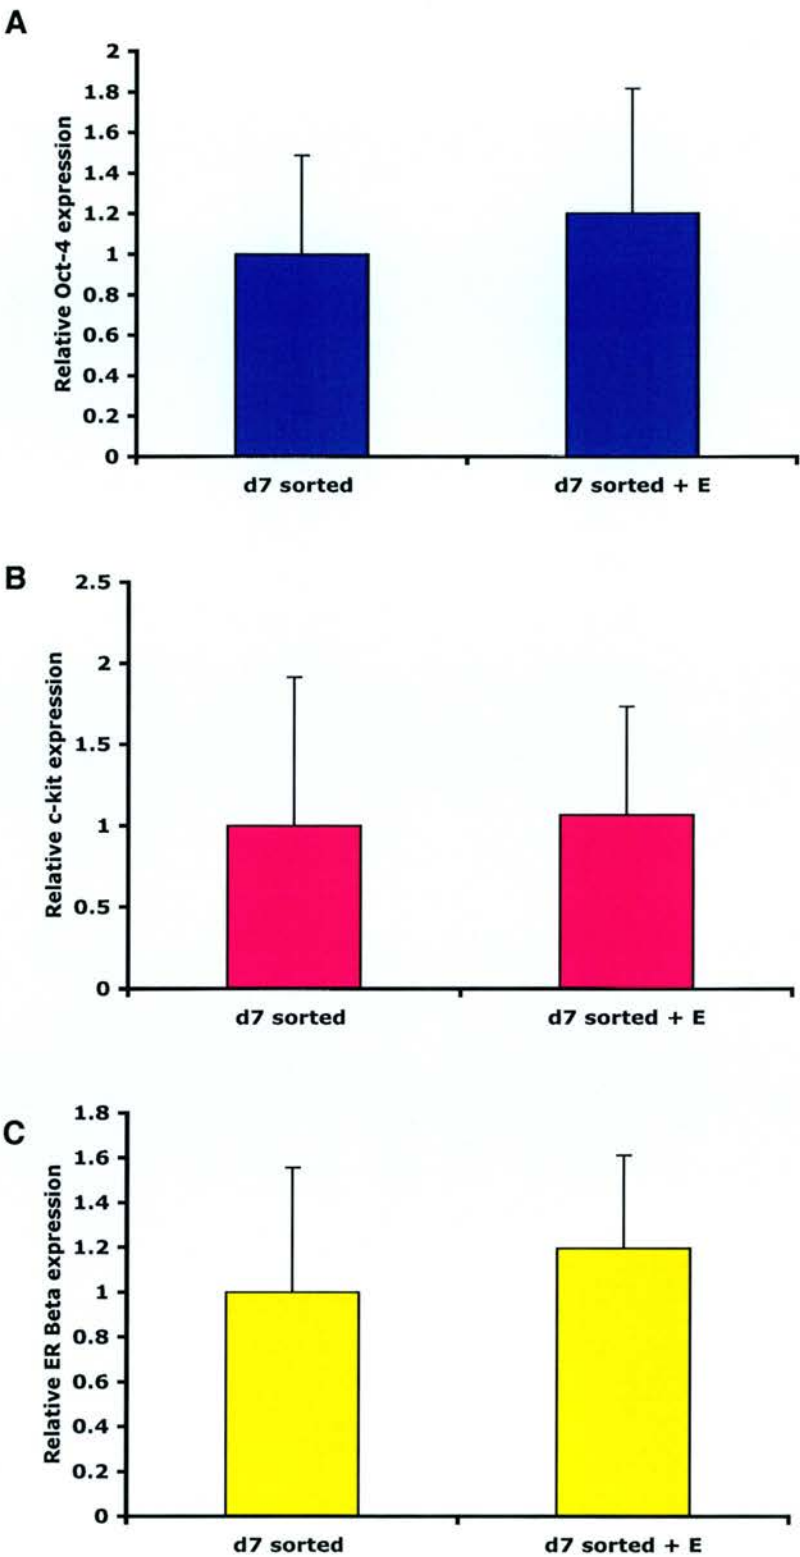 A
Relative Oct-4 expression
2
1.8
1.6
1.4
1.2
1
0.8
0.6
0.4
0.2
0
d7 sorted
d7 sorted + E
B
Relative c-kit expression
2.5
2
1.5
1
0.5
0
d7 sorted
d7 sorted + E
C
Relative ER Beta expression
1.8
1.6
1.4
1.2
1
0.8
0.6
0.4
0.2
0
d7 sorted
d7 sorted + E